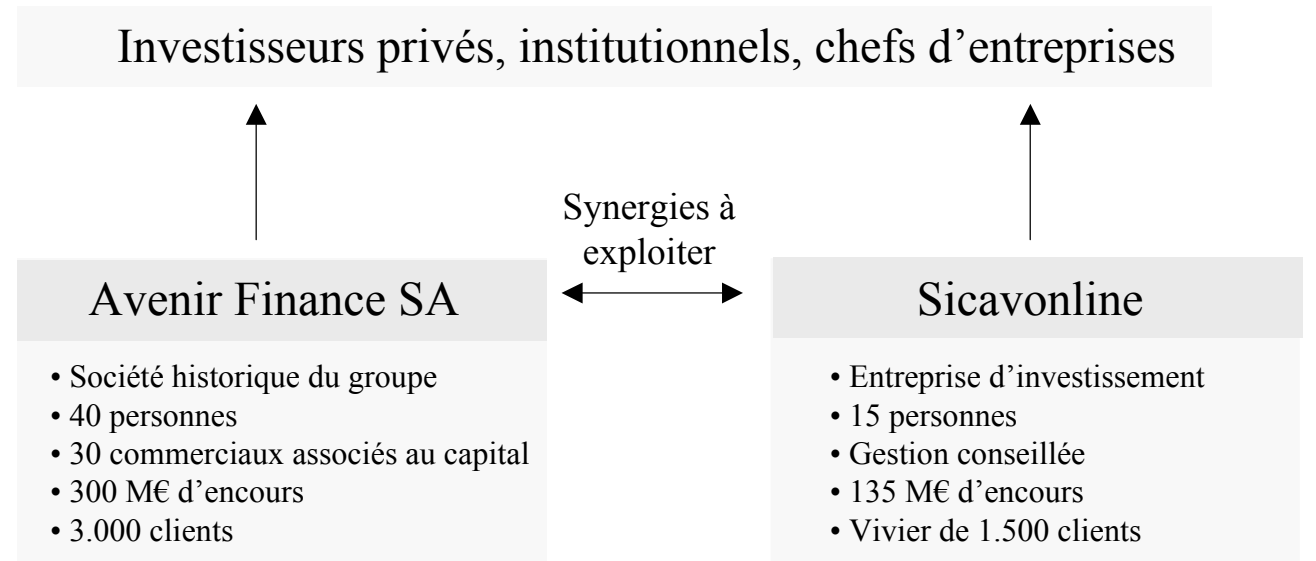 Investisseurs privés, institutionnels, chefs d’entreprises
Synergies à
exploiter
Avenir Finance SA
• Société historique du groupe
• 40 personnes
• 30 commerciaux associés au capital
• 300 M€ d’encours
• 3.000 clients
Sicavonline
• Entreprise d’investissement
• 15 personnes
• Gestion conseillée
• 135 M€ d’encours
• Vivier de 1.500 clients